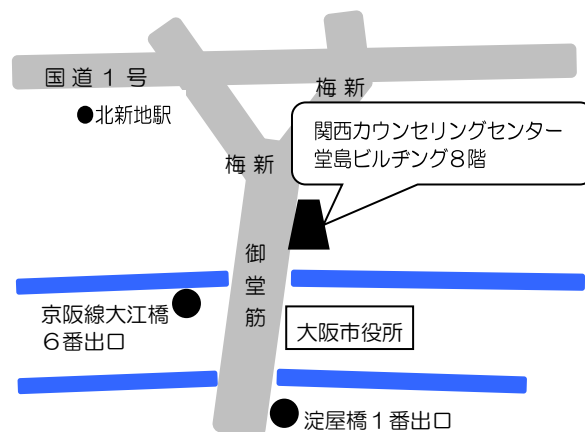 国道１号
梅新
●北新地駅
関西カウンセリングセンター
堂島ビルヂング８階
梅新
御堂筋
京阪線大江橋
６番出口
大阪市役所
淀屋橋１番出口